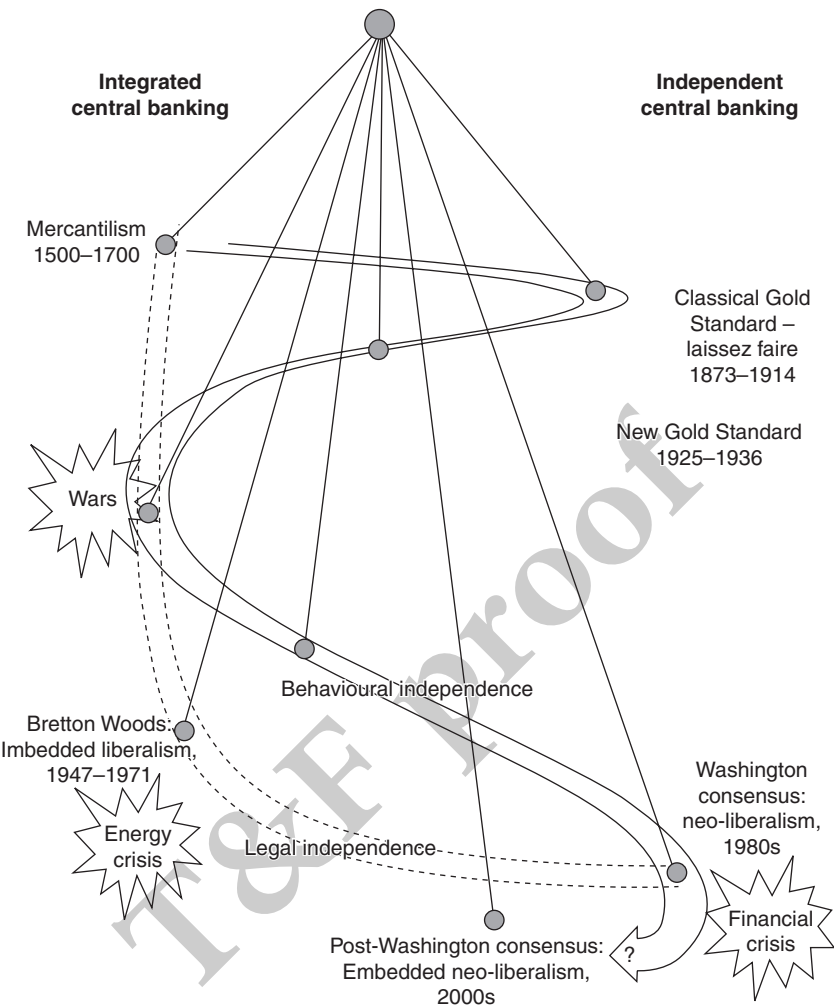 Integrated
central banking
Independent
central banking
Mercantilism
1500–1700
Classical Gold
Standard –
laissez faire
1873–1914
New Gold Standard
1925–1936
Wars
Behavioural independence
Bretton Woods:
Imbedded liberalism,
1947–1971
Energy
crisis
Legal independence
Washington
consensus:
neo-liberalism,
1980s
Financial
crisis
Post-Washington consensus:
Embedded neo-liberalism,
2000s
?
T&F proof